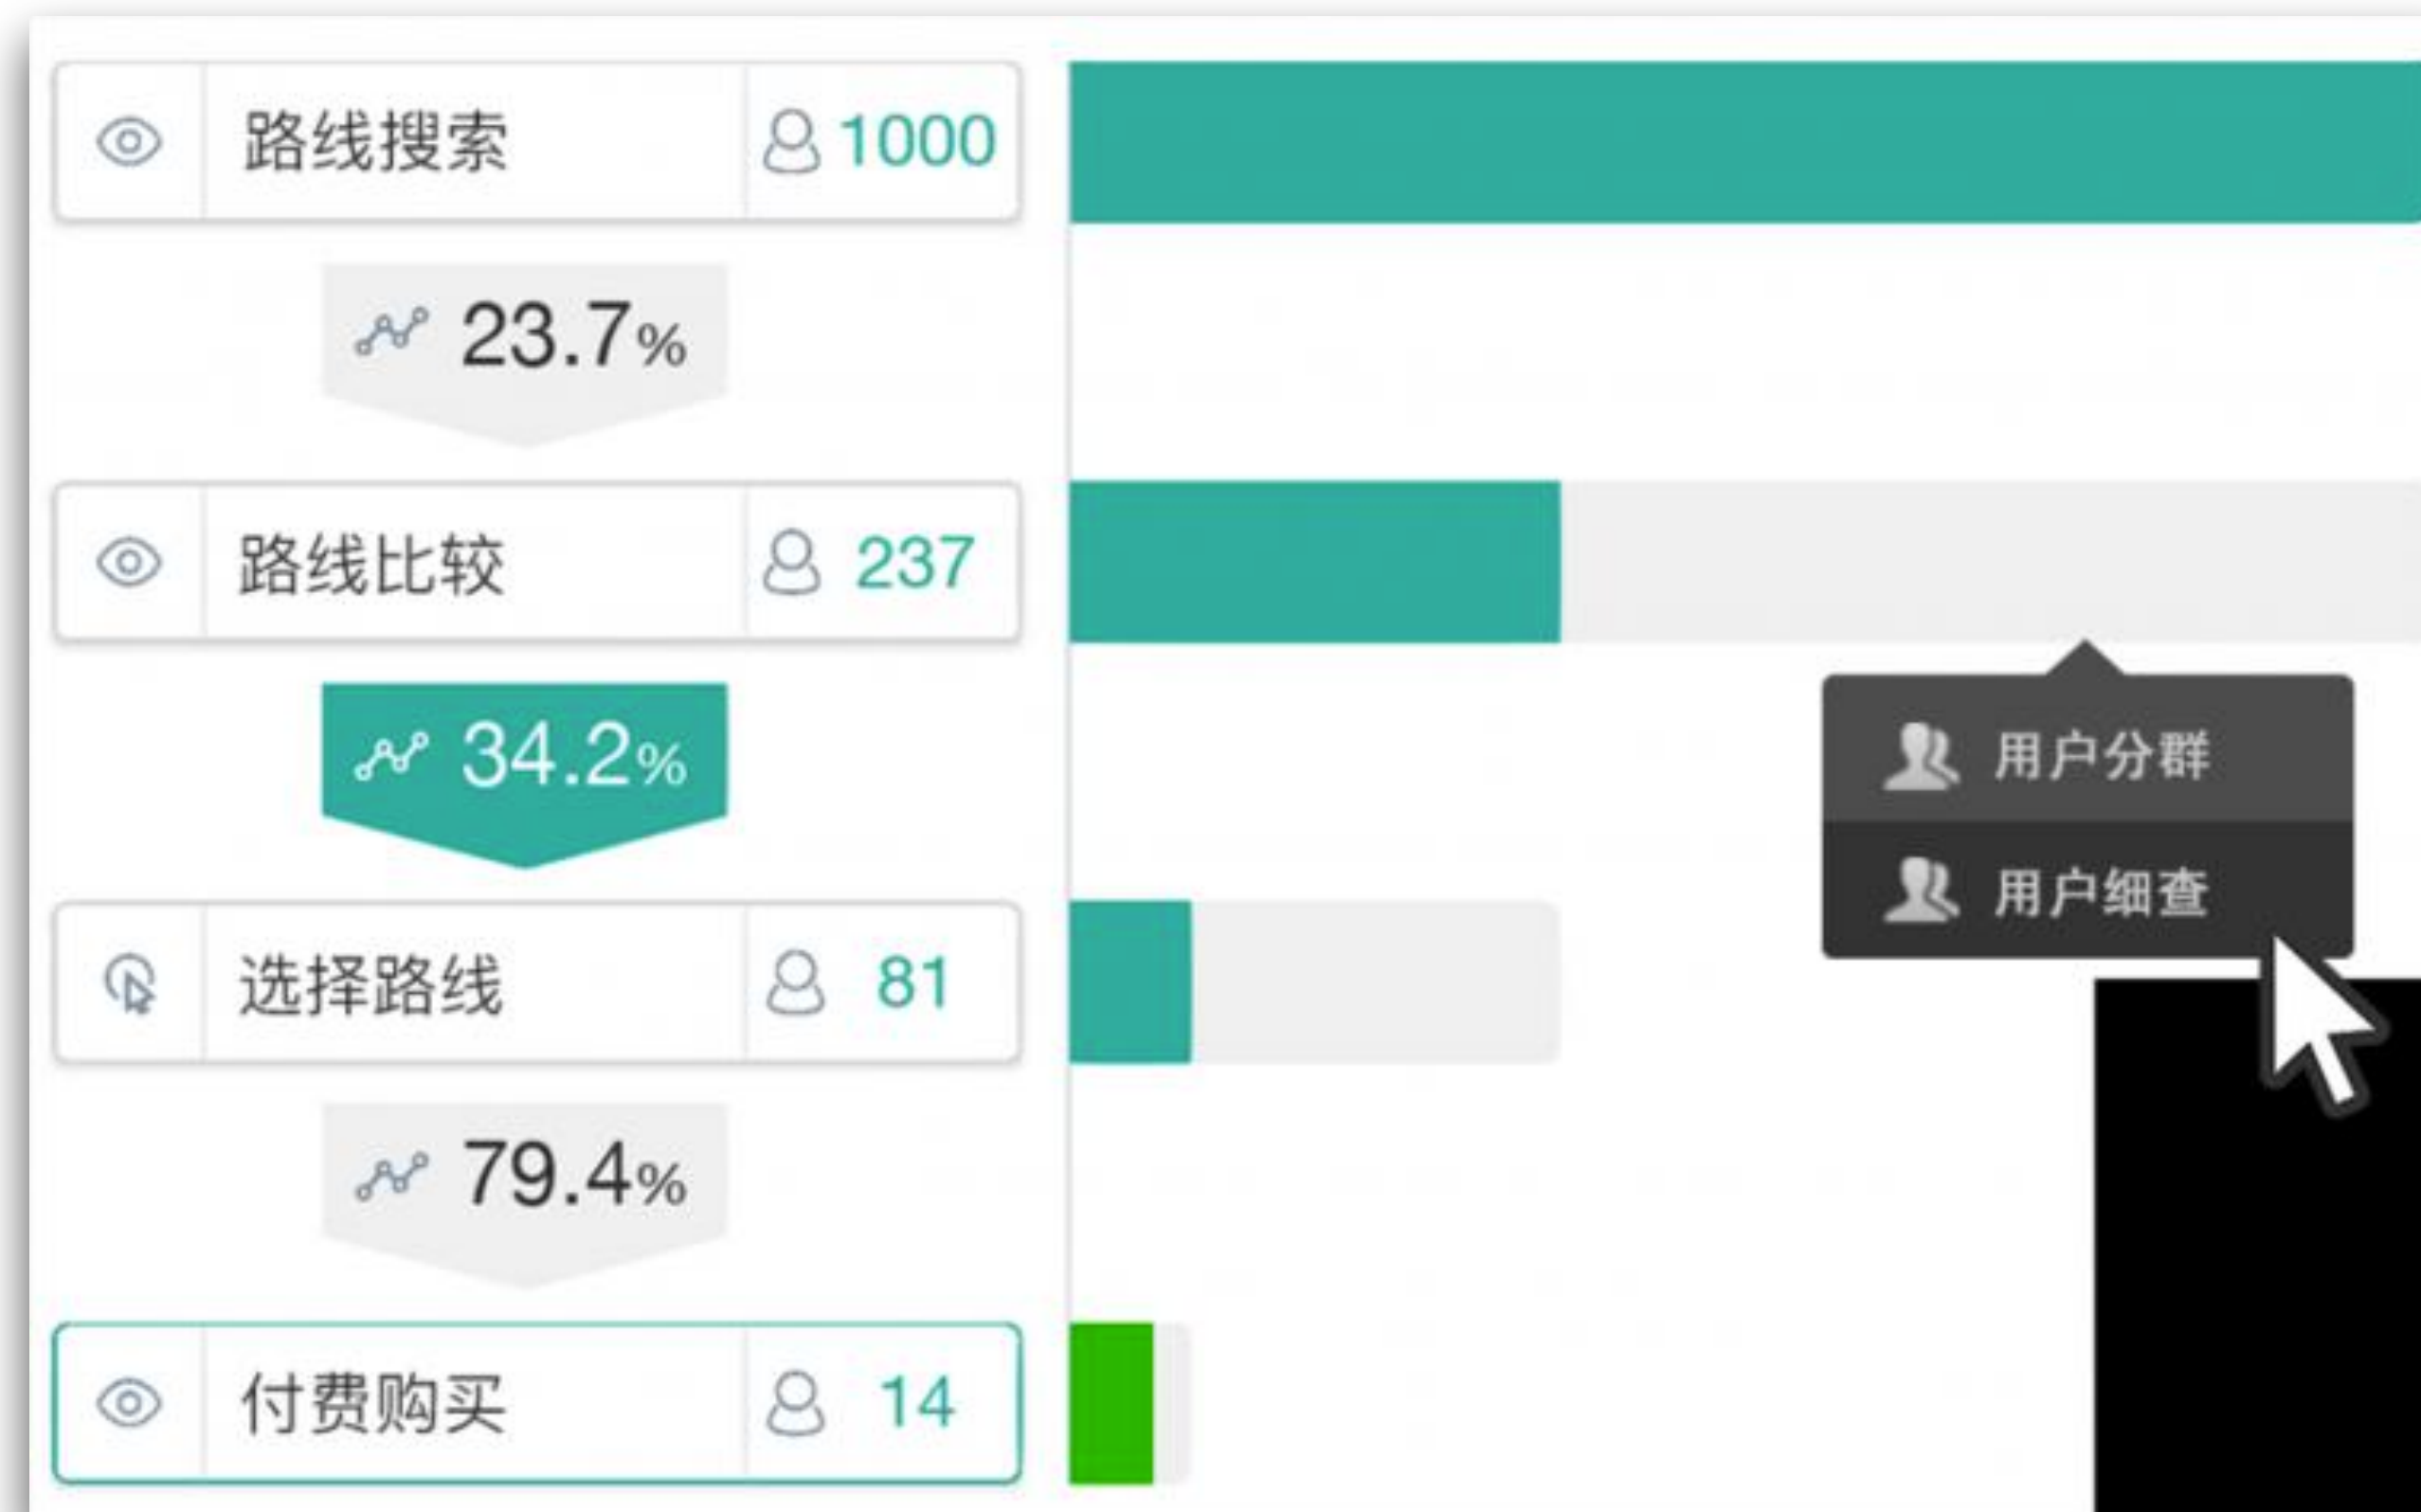 路线搜索 1000
23.7%
路线比较 237
34.2%
用户分群
用户细查
选择路线 81
79.4%
付费购买 14